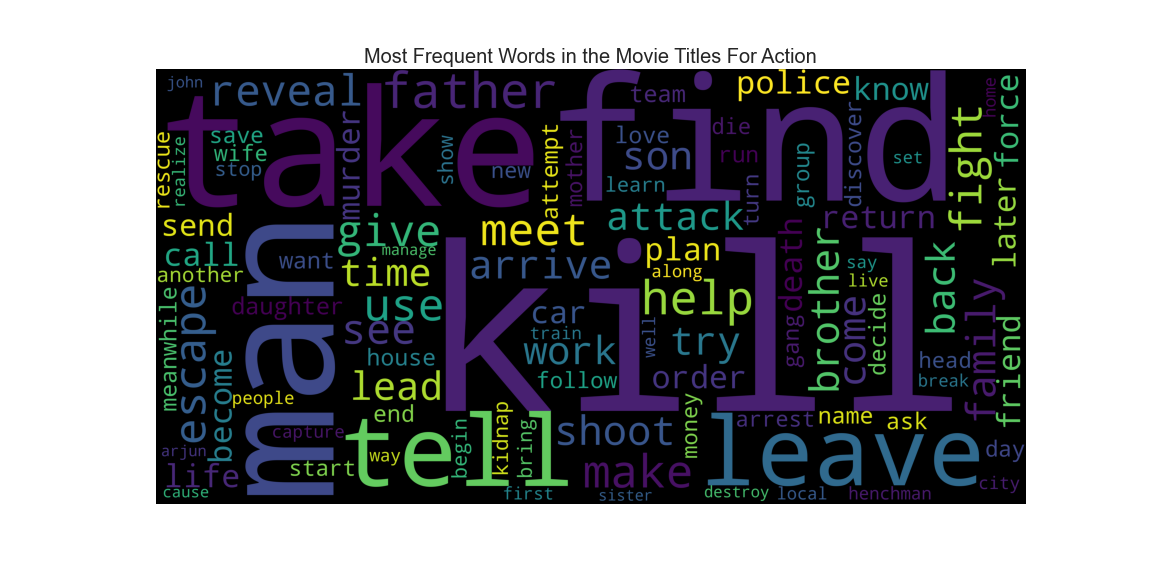 Most Frequent Words in the Movie Titles For Action
john
reveal
father
team
police
know
home
take
find
rescue
realize
save
wife
stop
murder
show
new
attempt
mother
love
son
learn
die
run
turn
group
discover
set
fight
later
force
send
call
another
want
man
give
manage
time
meet
arrive
attack
plan
along
help
return
death
brother
say
live
come
decide
back
family
friend
meanwhile
escape
become
daughter
use
see
house
lead
kill
car
train
work
follow
well
try
order
gang
head
break
people
capture
arjun
life
cause
start
way
end
tell
begin
kidnap
bring
first
shoot
make
sister
money
arrest
name
ask
leave
destroy
local
henchman
day
city